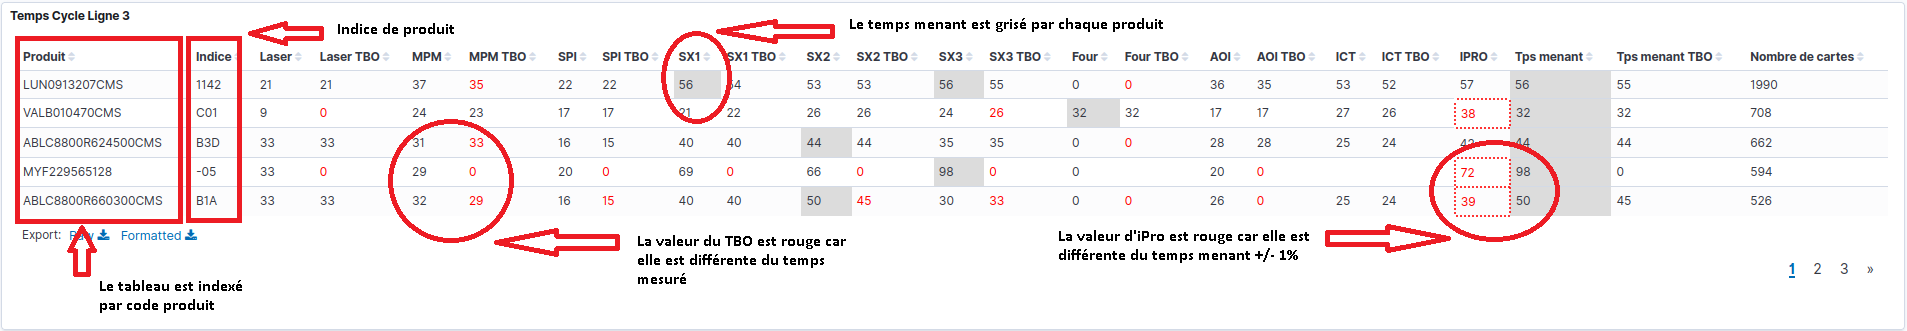 Temps Cycle Ligne 3
Indice de produit
Le temps menant est grisé par chaque produit
Produit Indice Laser Laser TBO MPM MPM TBO SPI SPI TBO SX1 SX1 TBO SX2 SX2 TBO SX3 SX3 TBO Four Four TBO AOI AOI TBO ICT ICT TBO IPRO Tps menant Tps menant TBO Nombre de cartes
LUN0913207CMS 1142 21 21 37 35 22 22 56 54 53 53 56 55 0 0 36 35 53 52 57 56 55 1990
VALB010470CMS C01 9 0 24 23 17 17 21 22 26 26 24 26 32 32 17 17 27 26 38 32 32 708
ABLC8800R624500CMS B3D 33 33 31 33 16 15 40 40 44 44 35 35 0 0 28 28 25 24 43 44 44 662
MYF229565128 -05 33 0 29 0 20 0 69 0 66 0 98 0 0 0 20 0 0 0 72 98 0 594
ABLC8800R660300CMS B1A 33 33 32 29 16 15 40 40 50 45 30 33 0 0 26 0 25 24 39 50 45 526
Export: Raw Formatted
La valeur du TBO est rouge car
elle est différente du temps
mesuré
La valeur d'iPro est rouge car elle est
différente du temps menant +/- 1%
1 2 3 »
Le tableau est indexé
par code produit